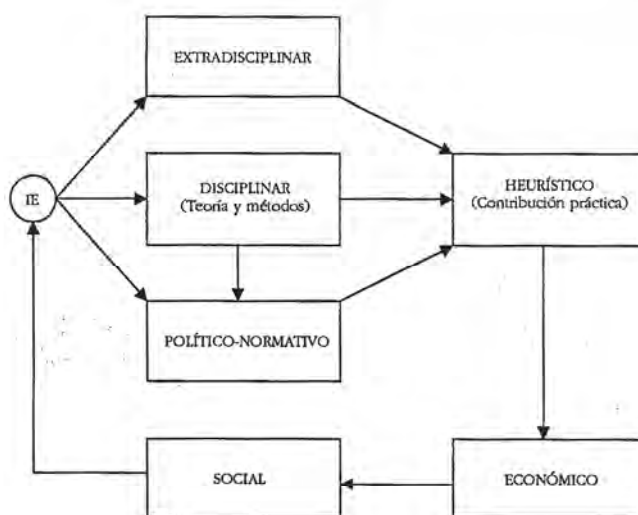 EXTRADISCIPLINAR
IE
DISCIPLINAR
(Teoría y métodos)
HEURÍSTICO
(Contribución práctica)
POLÍTICO-NORMATIVO
SOCIAL
ECONÓMICO